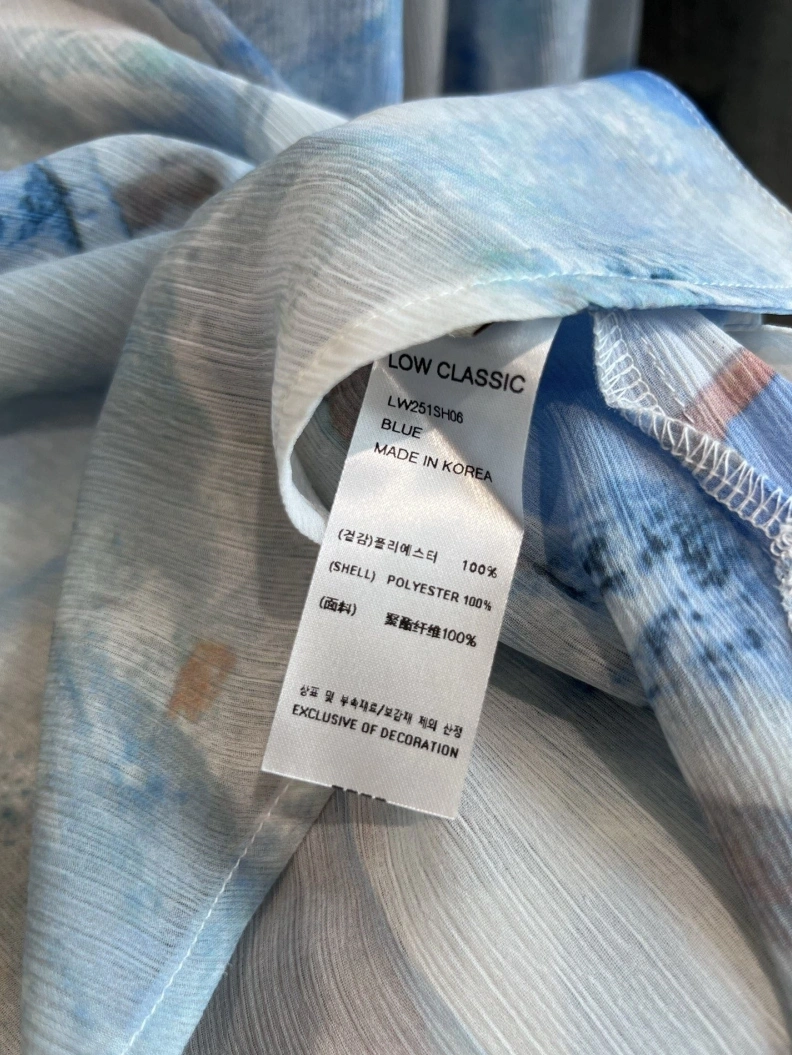 LOW CLASSIC
LW251SH06
BLUE
MADE IN KOREA
(겉감)폴리에스터 100%
(SHELL) POLYESTER 100%
(面料) 聚酯纤维100%
상표 및 부속재료/보강재 제외 산정
EXCLUSIVE OF DECORATION